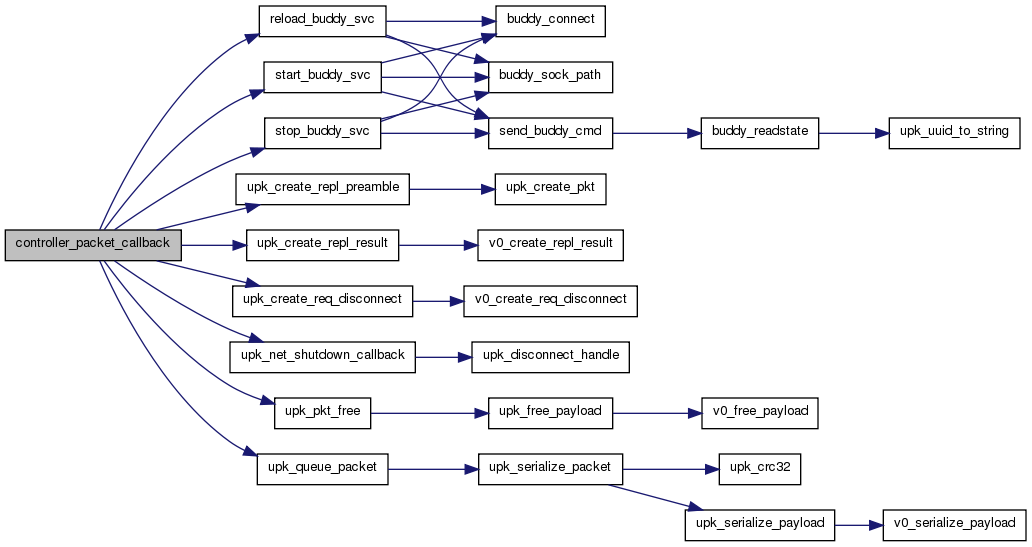 reload_buddy_svc
buddy_connect
start_buddy_svc
buddy_sock_path
stop_buddy_svc
send_buddy_cmd
buddy_readstate
upk_uuid_to_string
upk_create_repl_preamble
upk_create_pkt
controller_packet_callback
upk_create_repl_result
v0_create_repl_result
upk_create_req_disconnect
v0_create_req_disconnect
upk_net_shutdown_callback
upk_disconnect_handle
upk_pkt_free
upk_free_payload
v0_free_payload
upk_queue_packet
upk_serialize_packet
upk_crc32
upk_serialize_payload
v0_serialize_payload